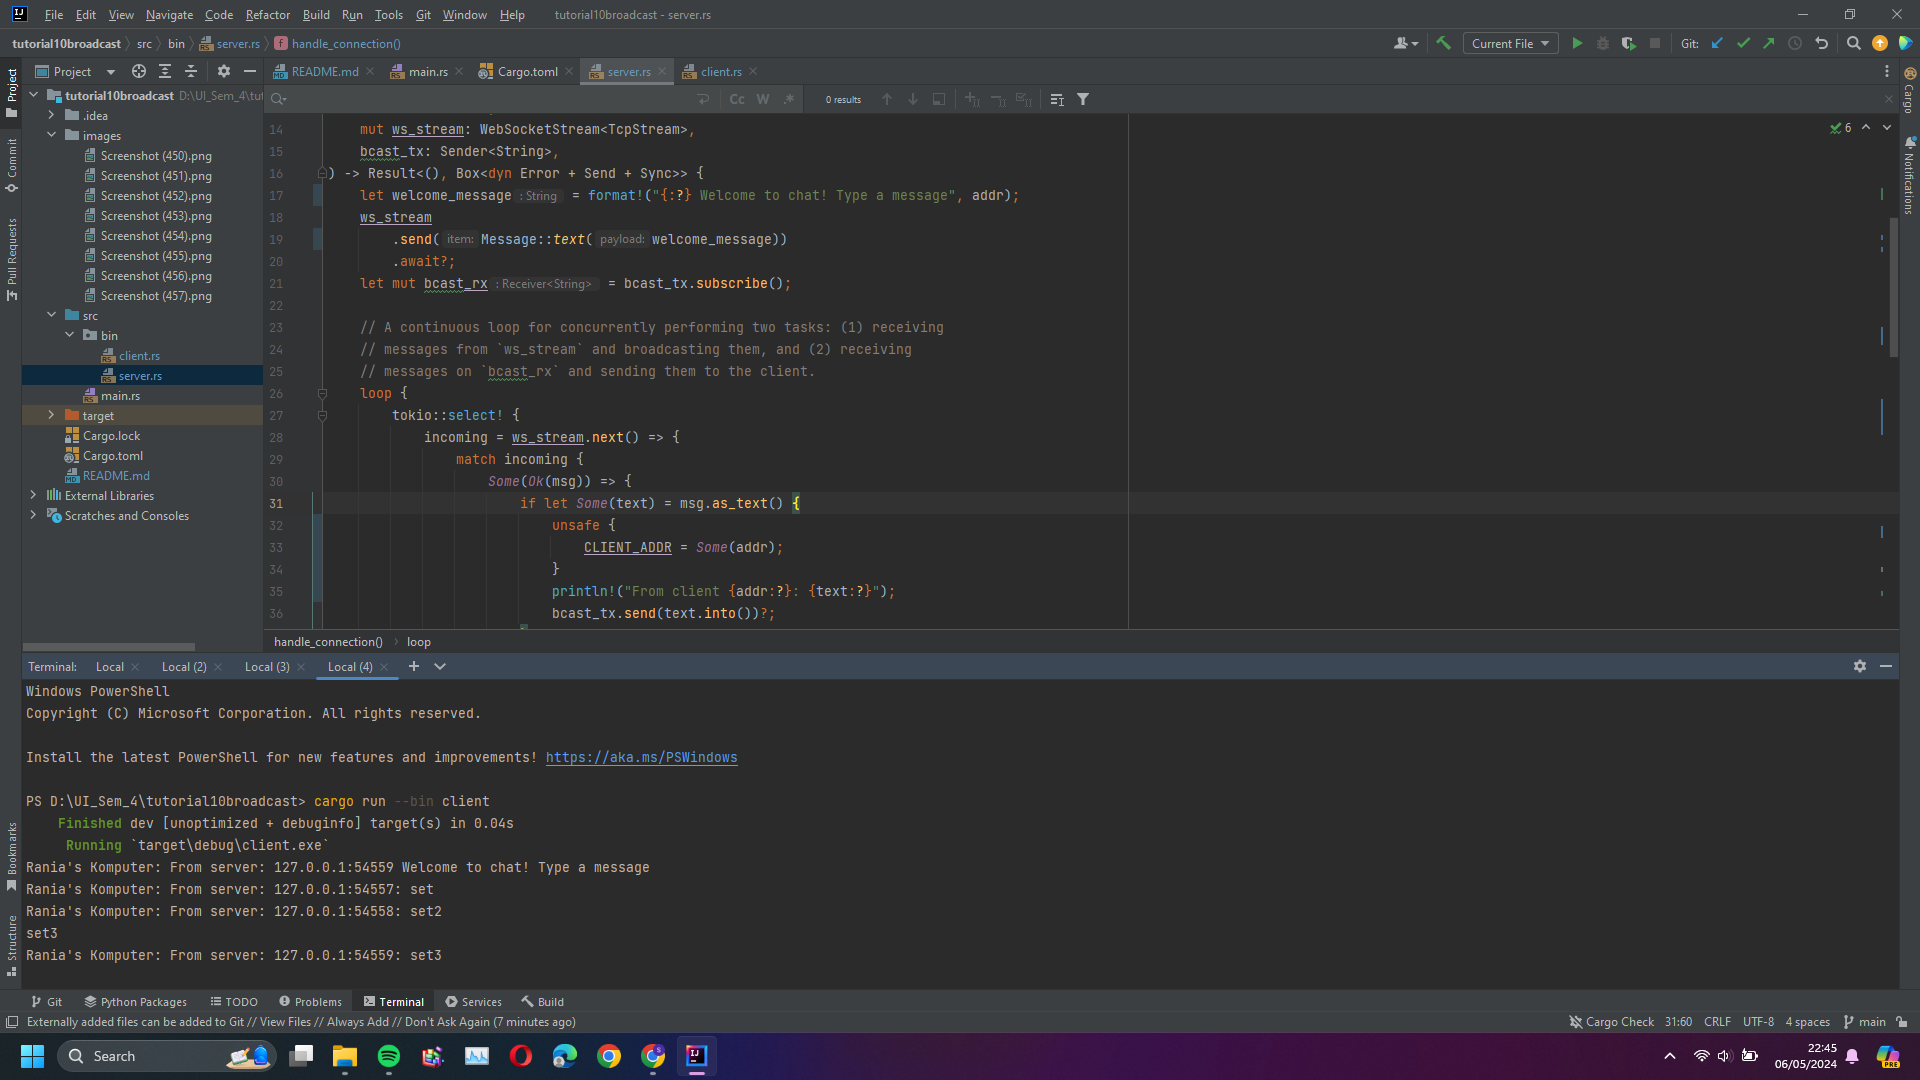 File Edit View Navigate Code Refactor Build Run Tools Git Window Help tutorial10broadcast - server.rs
tutorial10broadcast src bin server.rs handle_connection() Current File Git:
Project README.md main.rs Cargo.toml server.rs client.rs
Cc W .* 0 results
Project
Commit
Pull Requests
Bookmarks
Structure
Cargo
Notifications
tutorial10broadcast D:\UI_Sem_4\tut
.idea
images
Screenshot (450).png
Screenshot (451).png
Screenshot (452).png
Screenshot (453).png
Screenshot (454).png
Screenshot (455).png
Screenshot (456).png
Screenshot (457).png
src
bin
client.rs
server.rs
main.rs
target
Cargo.lock
Cargo.toml
README.md
External Libraries
Scratches and Consoles
6
14 mut ws_stream: WebSocketStream<TcpStream>,
15 bcast_tx: Sender<String>,
16 ) -> Result<(), Box<dyn Error + Send + Sync>> {
17 let welcome_message : String = format!("{:?} Welcome to chat! Type a message", addr);
18 ws_stream
19 .send( item: Message::text( payload: welcome_message))
20 .await?;
21 let mut bcast_rx : Receiver<String> = bcast_tx.subscribe();
22
23 // A continuous loop for concurrently performing two tasks: (1) receiving
24 // messages from `ws_stream` and broadcasting them, and (2) receiving
25 // messages on `bcast_rx` and sending them to the client.
26 loop {
27 tokio::select! {
28 incoming = ws_stream.next() => {
29 match incoming {
30 Some(Ok(msg)) => {
31 if let Some(text) = msg.as_text() {
32 unsafe {
33 CLIENT_ADDR = Some(addr);
34 }
35 println!("From client {addr:?}: {text:?}");
36 bcast_tx.send(text.into())?;
handle_connection() loop
Terminal: Local Local (2) Local (3) Local (4)
Windows PowerShell
Copyright (C) Microsoft Corporation. All rights reserved.
Install the latest PowerShell for new features and improvements! https://aka.ms/PSWindows
PS D:\UI_Sem_4\tutorial10broadcast> cargo run --bin client
Finished dev [unoptimized + debuginfo] target(s) in 0.04s
Running `target\debug\client.exe`
Rania's Komputer: From server: 127.0.0.1:54559 Welcome to chat! Type a message
Rania's Komputer: From server: 127.0.0.1:54557: set
Rania's Komputer: From server: 127.0.0.1:54558: set2
set3
Rania's Komputer: From server: 127.0.0.1:54559: set3
Git Python Packages TODO Problems Terminal Services Build
Externally added files can be added to Git // View Files // Always Add // Don't Ask Again (7 minutes ago) Cargo Check 31:60 CRLF UTF-8 4 spaces main
Search
22:45
06/05/2024
PRE